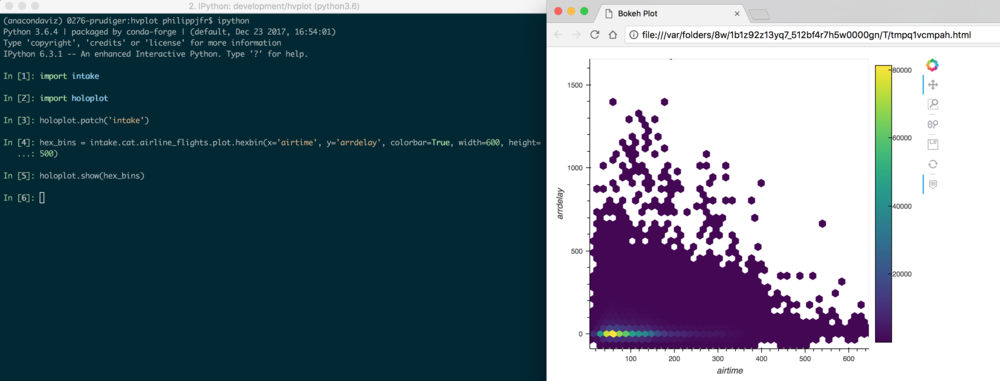 2. IPython: development/hvplot (python3.6)
(anacondaviz) 0276-prudiger:hvplot philippjfr$ ipython
Python 3.6.4 | packaged by conda-forge | (default, Dec 23 2017, 16:54:01)
Type 'copyright', 'credits' or 'license' for more information
IPython 6.3.1 -- An enhanced Interactive Python. Type '?' for help.
In [1]: import intake
In [2]: import holoplot
In [3]: holoplot.patch('intake')
In [4]: hex_bins = intake.cat.airline_flights.plot.hexbin(x='airtime', y='arrdelay', colorbar=True, width=600, height=
...: 500)
In [5]: holoplot.show(hex_bins)
In [6]:
Bokeh Plot
file:///var/folders/8w/1b1z92z13yq7_512bf4r7h5w0000gn/T/tmpq1vcmpah.html
1500
1000
500
0
arrdelay
100 200 300 400 500 600
airtime
80000
60000
40000
20000